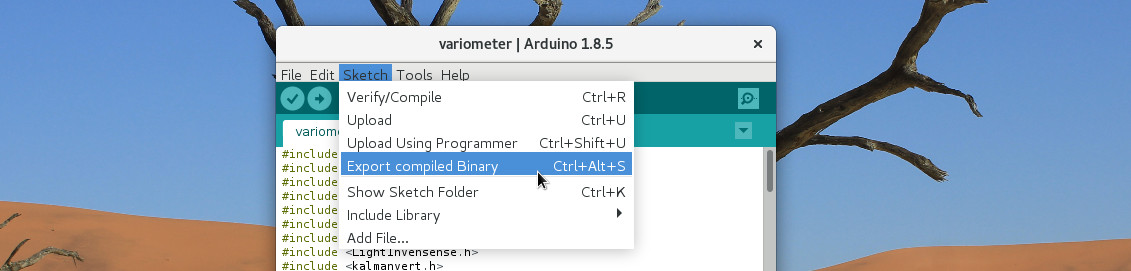 variometer | Arduino 1.8.5
File Edit Sketch Tools Help
Verify/Compile Ctrl+R
Upload Ctrl+U
Upload Using Programmer Ctrl+Shift+U
Export compiled Binary Ctrl+Alt+S
Show Sketch Folder Ctrl+K
Include Library
Add File...
variome
#include
#include
#include
#include
#include
#include
#include
#include <LightInvensense.h>
#include <kalmanvert.h>